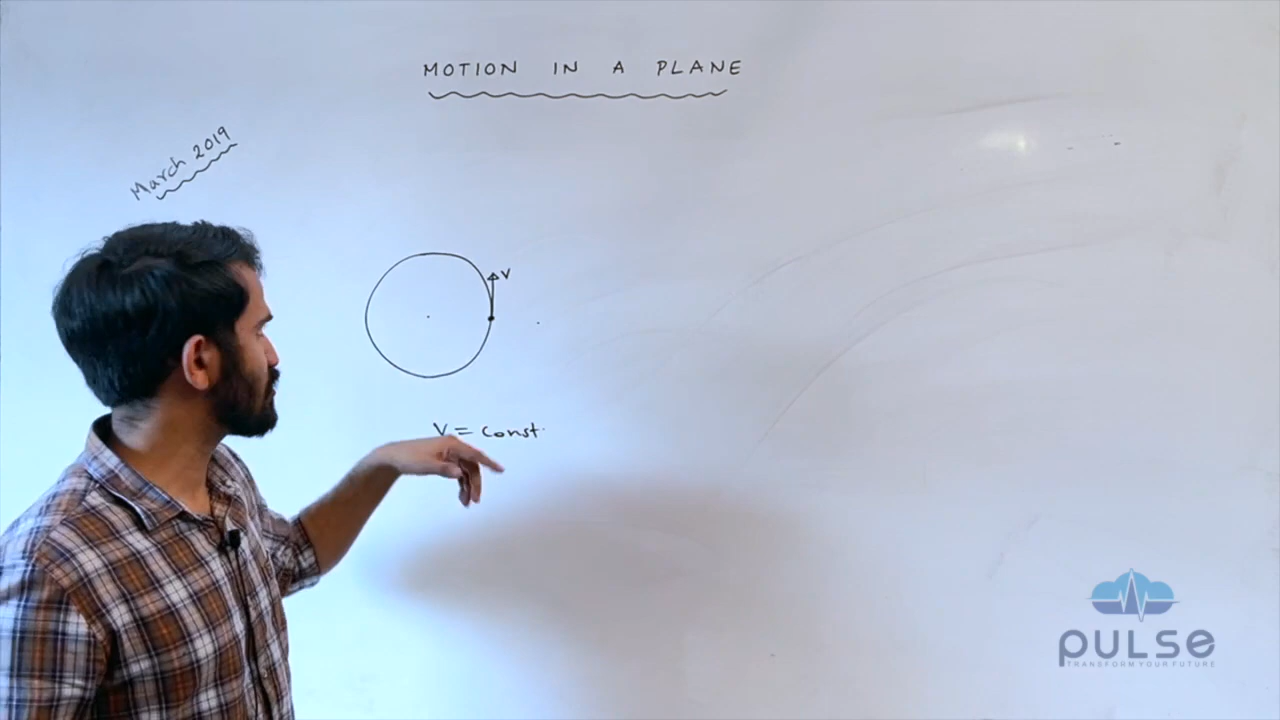 MOTION IN A PLANE
March 2019
V
V = const.
PULSE
TRANSFORM YOUR FUTURE